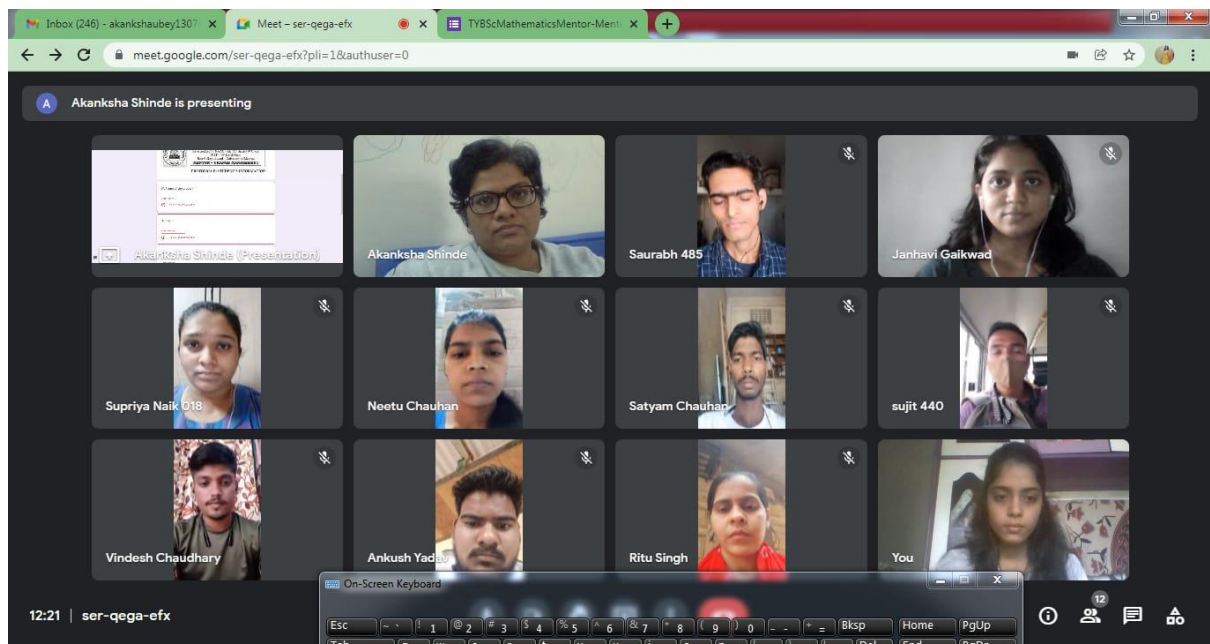 Inbox (246) - akankshaubey1307
Meet – ser-qega-efx
TYBScMathematicsMentor-Ment
meet.google.com/ser-qega-efx?pli=1&authuser=0
A Akanksha Shinde is presenting
Akanksha Shinde (Presentation)
Akanksha Shinde
Saurabh 485
Janhavi Gaikwad
Supriya Naik 018
Neetu Chauhan
Satyam Chauhan
sujit 440
Vindesh Chaudhary
Ankush Yadav
Ritu Singh
You
On-Screen Keyboard
12:21 | ser-qega-efx
12
Esc ~ ` ! 1 @ 2 # 3 $ 4 % 5 ^ 6 & 7 * 8 ( 9 ) 0 _ - + = Bksp Home PgUp